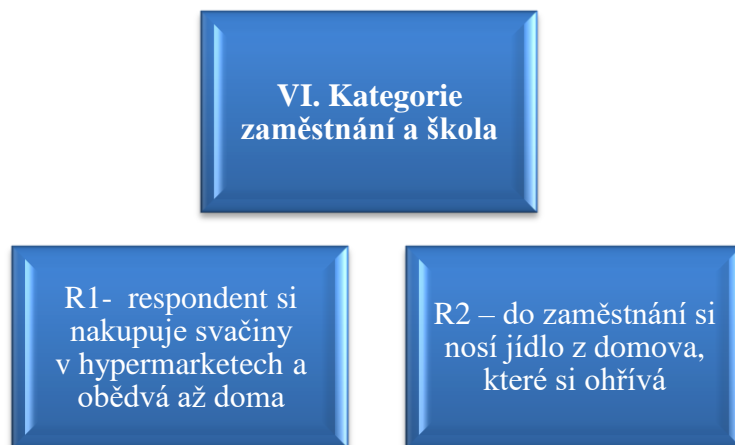 VI. Kategorie
zaměstnání a škola
R1- respondent si
nakupuje svačiny
v hypermarketech a
obědvá až doma
R2 – do zaměstnání si
nosí jídlo z domova,
které si ohřívá